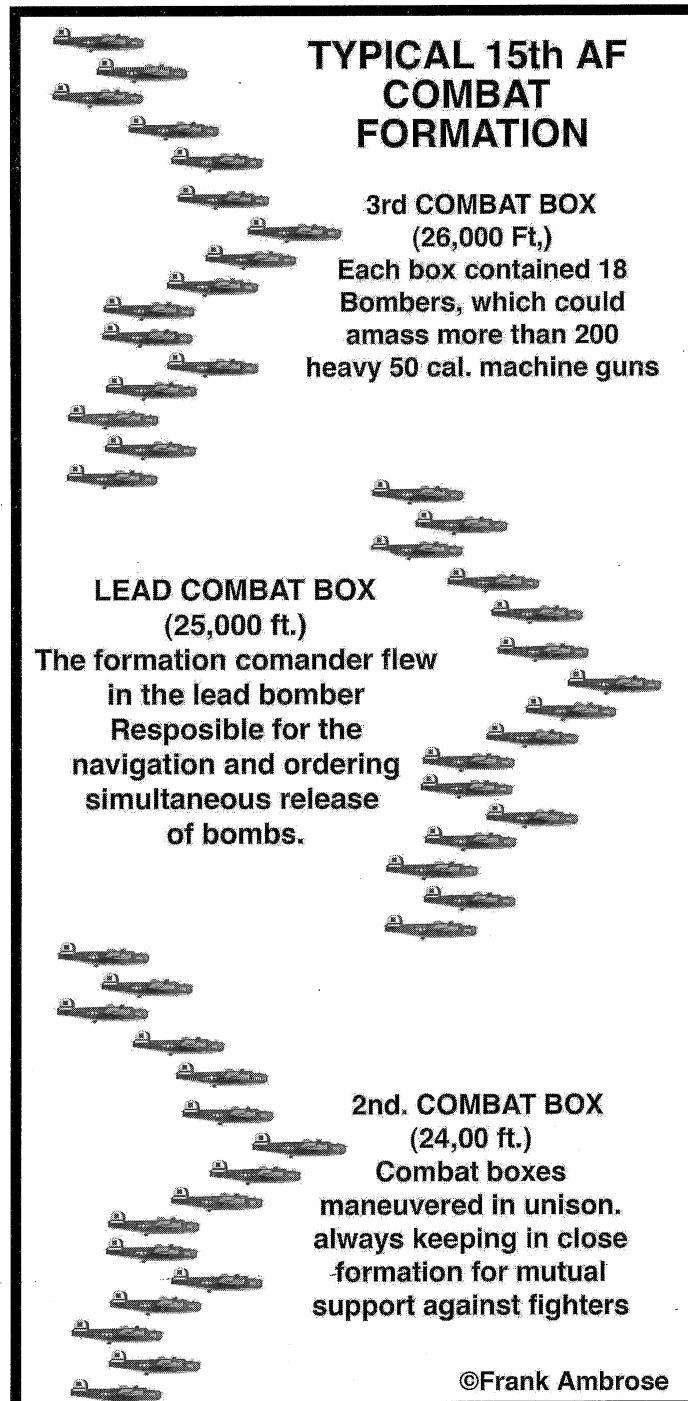 TYPICAL 15th AF
COMBAT
FORMATION
3rd COMBAT BOX
(26,000 Ft,)
Each box contained 18
Bombers, which could
amass more than 200
heavy 50 cal. machine guns
LEAD COMBAT BOX
(25,000 ft.)
The formation comander flew
in the lead bomber
Resposible for the
navigation and ordering
simultaneous release
of bombs.
2nd. COMBAT BOX
(24,00 ft.)
Combat boxes
maneuvered in unison.
always keeping in close
formation for mutual
support against fighters
©Frank Ambrose